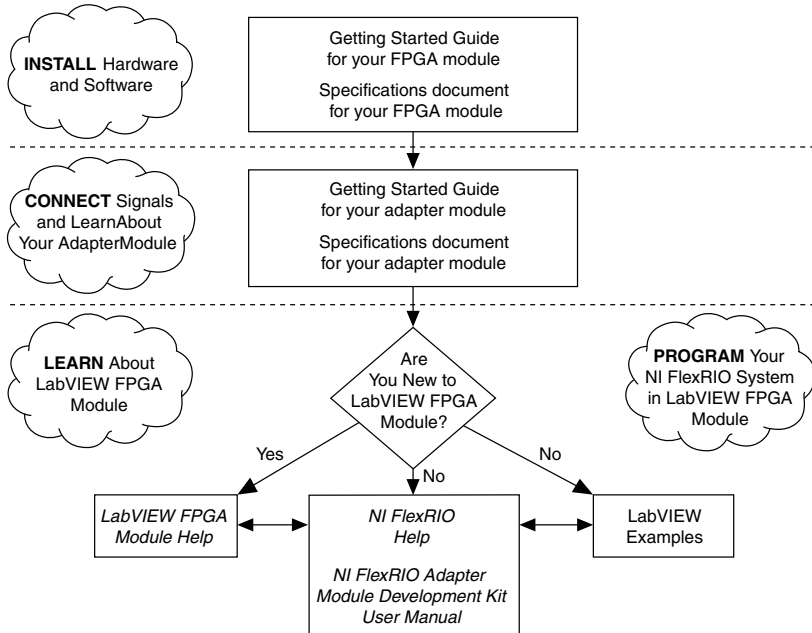 INSTALL Hardware
and Software
Getting Started Guide
for your FPGA module
Specifications document
for your FPGA module
CONNECT Signals
and LearnAbout
Your AdapterModule
Getting Started Guide
for your adapter module
Specifications document
for your adapter module
LEARN About
LabVIEW FPGA
Module
Are
You New to
LabVIEW FPGA
Module?
PROGRAM Your
NI FlexRIO System
in LabVIEW FPGA
Module
Yes
No
No
LabVIEW FPGA
Module Help
NI FlexRIO
Help
NI FlexRIO Adapter
Module Development Kit
User Manual
LabVIEW
Examples